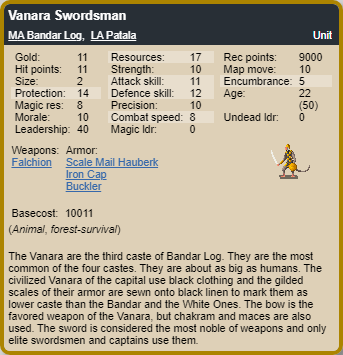 Vanara Swordsman
MA Bandar Log, LA Patala Unit
Gold: 11 Resources: 17 Rec points: 9000
Hit points: 11 Strength: 10 Map move: 10
Size: 2 Attack skill: 11 Encumbrance: 5
Protection: 14 Defence skill: 12 Age: 22
Magic res: 8 Precision: 10 (50)
Morale: 10 Combat speed: 8 Undead ldr: 0
Leadership: 40 Magic ldr: 0
Weapons: Armor:
Falchion Scale Mail Hauberk
Iron Cap
Buckler
Basecost: 10011
(Animal, forest-survival)
The Vanara are the third caste of Bandar Log. They are the most
common of the four castes. They are about as big as humans. The
civilized Vanara of the capital use black clothing and the gilded
scales of their armor are sewn onto black linen to mark them as
lower caste than the Bandar and the White Ones. The bow is the
favored weapon of the Vanara, but chakram and maces are also
used. The sword is considered the most noble of weapons and only
elite swordsmen and captains use them.